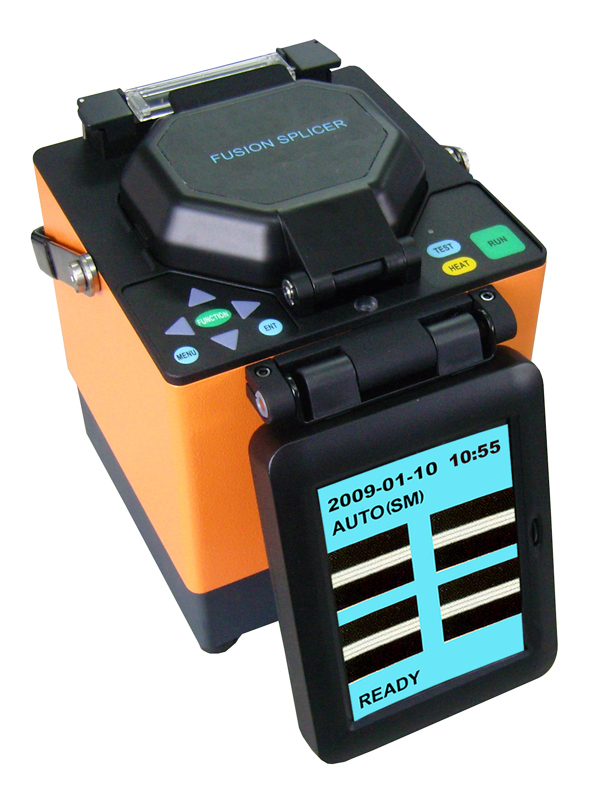 FUSION SPLICER
TEST
RUN
HEAT
FUNCTION
ENT
MENU
2009-01-10 10:55
AUTO(SM)
READY